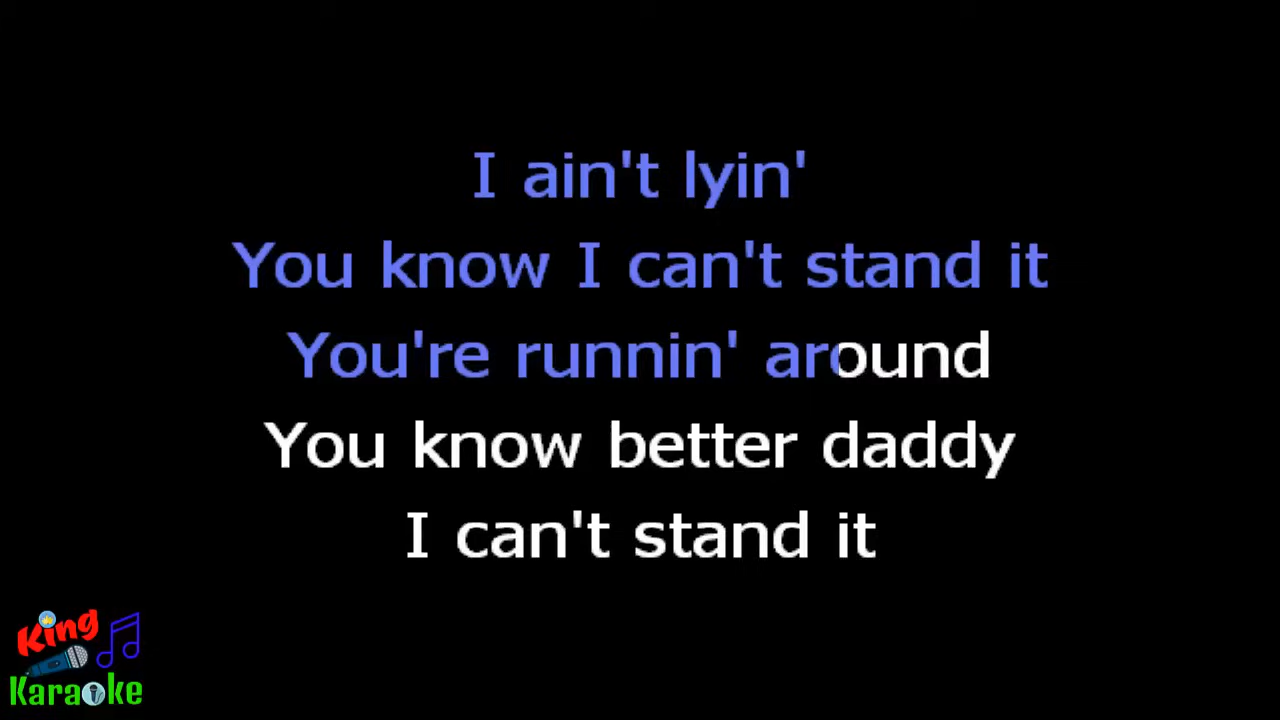 I ain't lyin'
You know I can't stand it
You're runnin' around
You know better daddy
I can't stand it
King
Karaoke